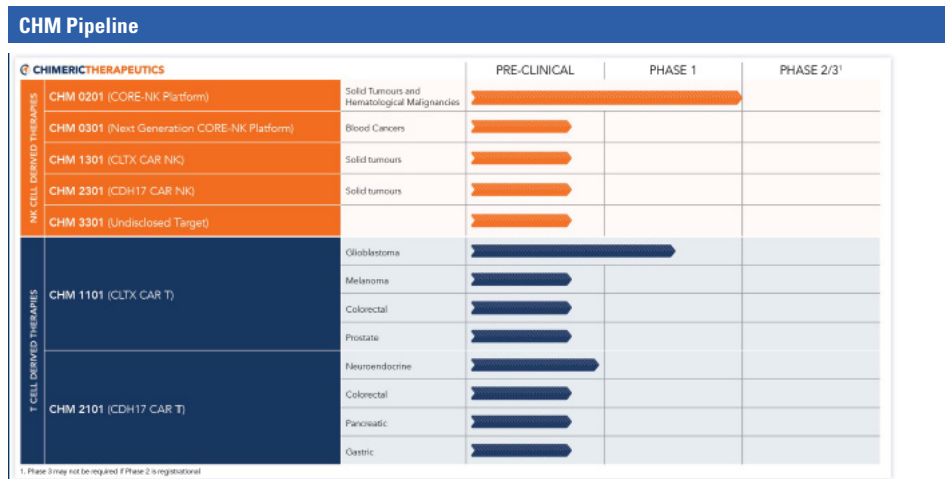 CHM Pipeline
CHIMERICTHERAPEUTICS
PRE-CLINICAL
PHASE 1
PHASE 2/3¹
NK CELL DERIVED THERAPIES
CHM 0201 (CORE-NK Platform)
Solid Tumours and
Hematological Malignancies
CHM 0301 (Next Generation CORE-NK Platform)
Blood Cancers
CHM 1301 (CLTX CAR NK)
Solid tumours
CHM 2301 (CDH17 CAR NK)
Solid tumours
CHM 3301 (Undisclosed Target)
T CELL DERIVED THERAPIES
CHM 1101 (CLTX CAR T)
Glioblastoma
Melanoma
Colorectal
Prostate
CHM 2101 (CDH17 CAR T)
Neuroendocrine
Colorectal
Pancreatic
Gastric
1. Phase 3 may not be required if Phase 2 is registrational